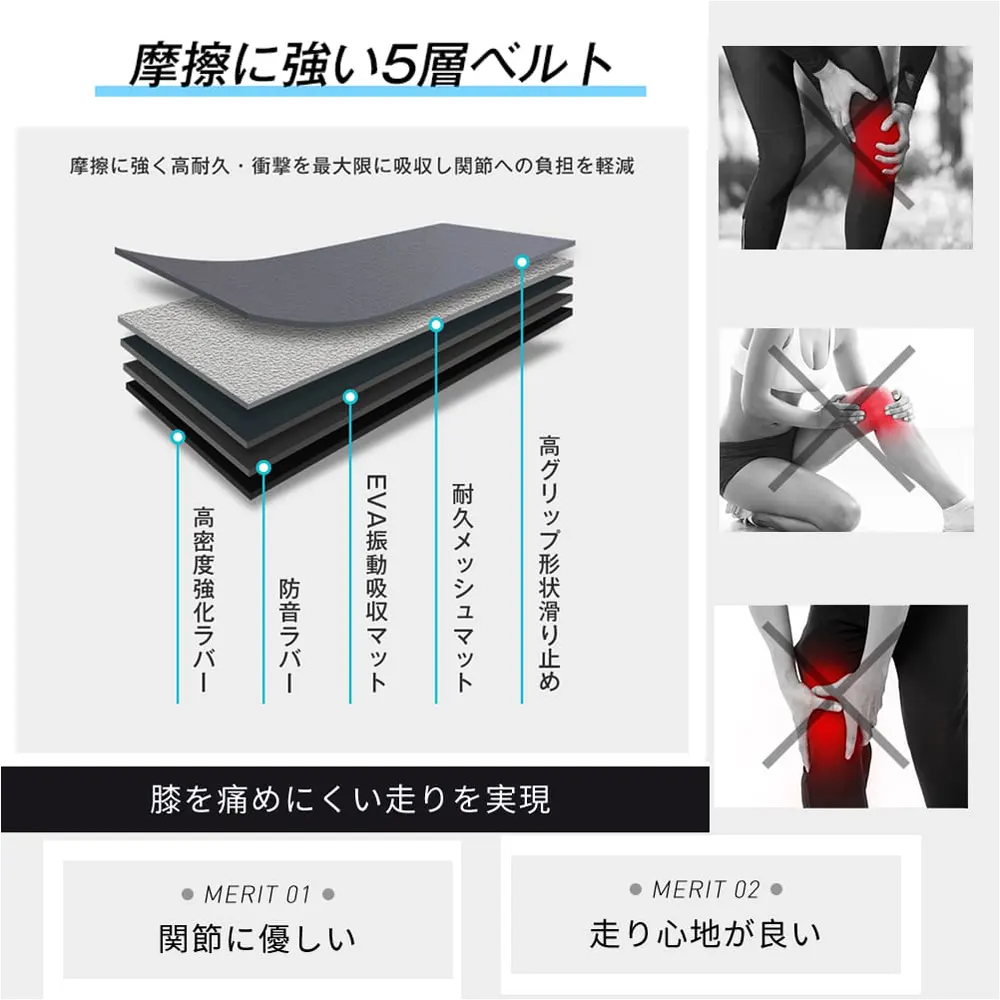 摩擦に強い5層ベルト
摩擦に強く高耐久・衝撃を最大限に吸収し関節への負担を軽減
高グリップ形状滑り止め
耐久メッシュマット
EVA振動吸収マット
防音ラバー
高密度強化ラバー
膝を痛めにくい走りを実現
MERIT 01
関節に優しい
MERIT 02
走り心地が良い